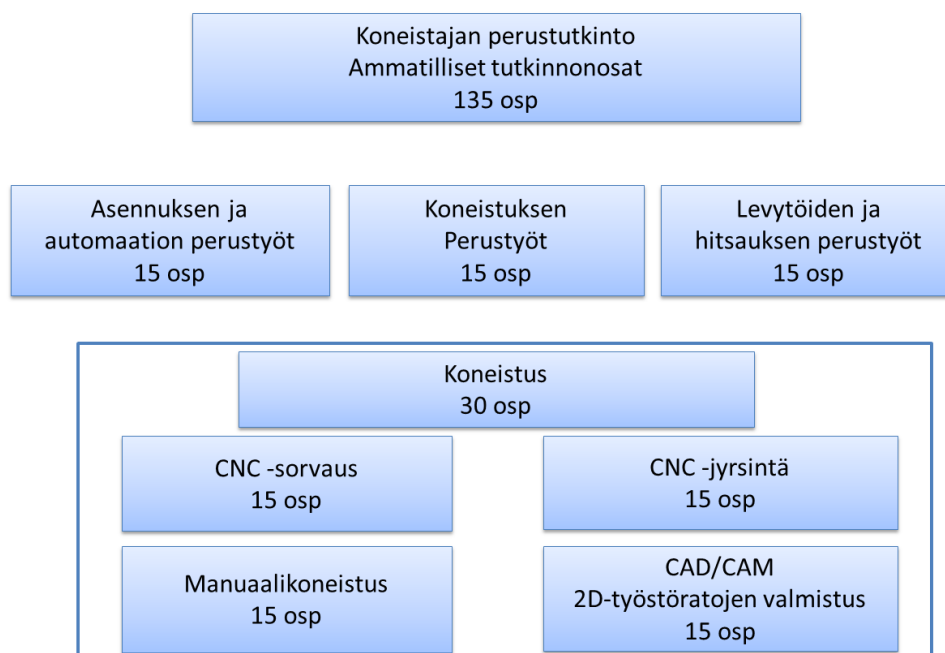 Koneistajan perustutkinto
Ammatilliset tutkinnonosat
135 osp
Asennuksen ja
automaation perustyöt
15 osp
Koneistuksen
Perustyöt
15 osp
Levytöiden ja
hitsauksen perustyöt
15 osp
Koneistus
30 osp
CNC -sorvaus
15 osp
CNC -jyrsintä
15 osp
Manuaalikoneistus
15 osp
CAD/CAM
2D-työstöratojen valmistus
15 osp